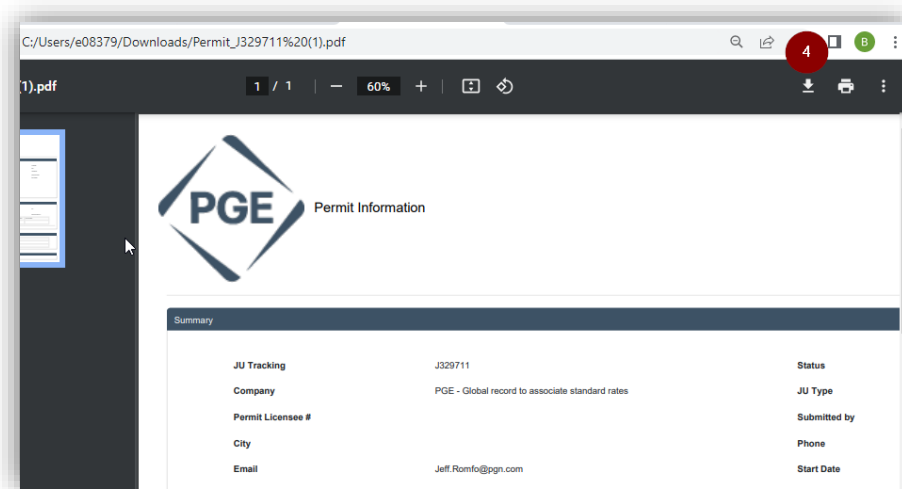 C:/Users/e08379/Downloads/Permit_J329711%20(1).pdf
4
B
(1).pdf
1 / 1
60%
PGE
Permit Information
Summary
JU Tracking J329711 Status
Company PGE - Global record to associate standard rates JU Type
Permit Licensee # Submitted by
City Phone
Email Jeff.Romfo@pgn.com Start Date